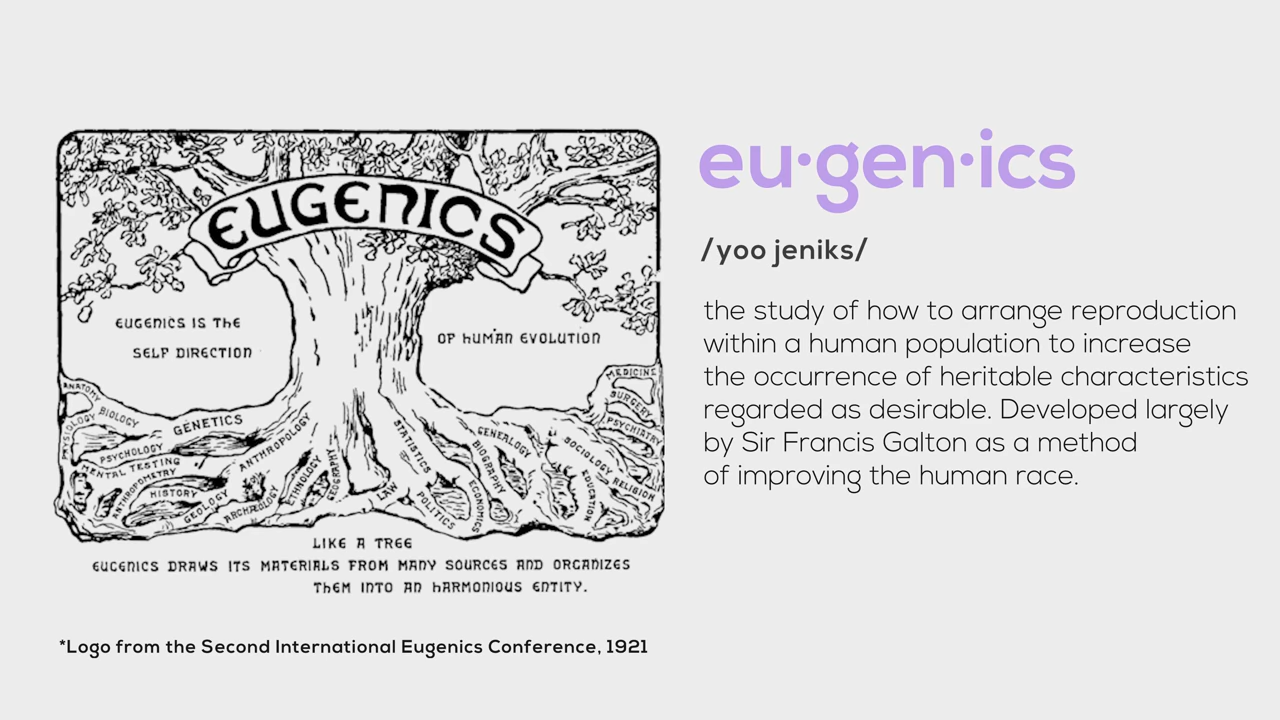 EUGENICS
EUGENICS IS THE
SELF DIRECTION
OF HUMAN EVOLUTION
ANATOMY
PHYSIOLOGY
BIOLOGY
GENETICS
PSYCHOLOGY
MENTAL TESTING
ANTHROPOMETRY
HISTORY
GEOLOGY
ANTHROPOLOGY
ARCHAEOLOGY
ETHNOLOGY
GEOGRAPHY
LAW
STATISTICS
POLITICS
ECONOMICS
GENEALOGY
BIOGRAPHY
SOCIOLOGY
EDUCATION
RELIGION
PSYCHIATRY
SURGERY
MEDICINE
LIKE A TREE
EUGENICS DRAWS ITS MATERIALS FROM MANY SOURCES AND ORGANIZES
THEM INTO AN HARMONIOUS ENTITY.
*Logo from the Second International Eugenics Conference, 1921
eu·gen·ics
/yoo jeniks/
the study of how to arrange reproduction
within a human population to increase
the occurrence of heritable characteristics
regarded as desirable. Developed largely
by Sir Francis Galton as a method
of improving the human race.